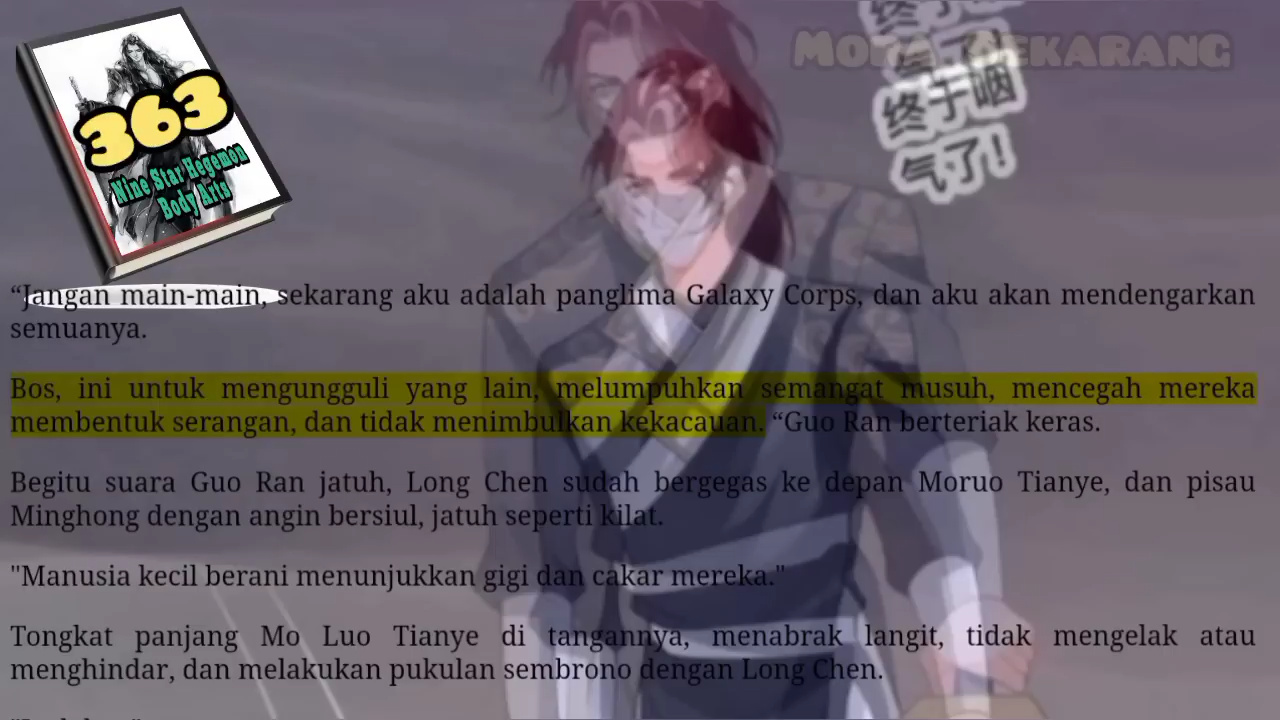 363
Nine Star Hegemon
Body Arts
终于咽
气了!
“Jangan main-main, sekarang aku adalah panglima Galaxy Corps, dan aku akan mendengarkan
semuanya.
Bos, ini untuk mengungguli yang lain, melumpuhkan semangat musuh, mencegah mereka
membentuk serangan, dan tidak menimbulkan kekacauan. “Guo Ran berteriak keras.
Begitu suara Guo Ran jatuh, Long Chen sudah bergegas ke depan Moruo Tianye, dan pisau
Minghong dengan angin bersiul, jatuh seperti kilat.
"Manusia kecil berani menunjukkan gigi dan cakar mereka."
Tongkat panjang Mo Luo Tianye di tangannya, menabrak langit, tidak mengelak atau
menghindar, dan melakukan pukulan sembrono dengan Long Chen.